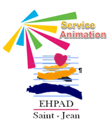 Service
Animation
EHPAD
Saint - Jean